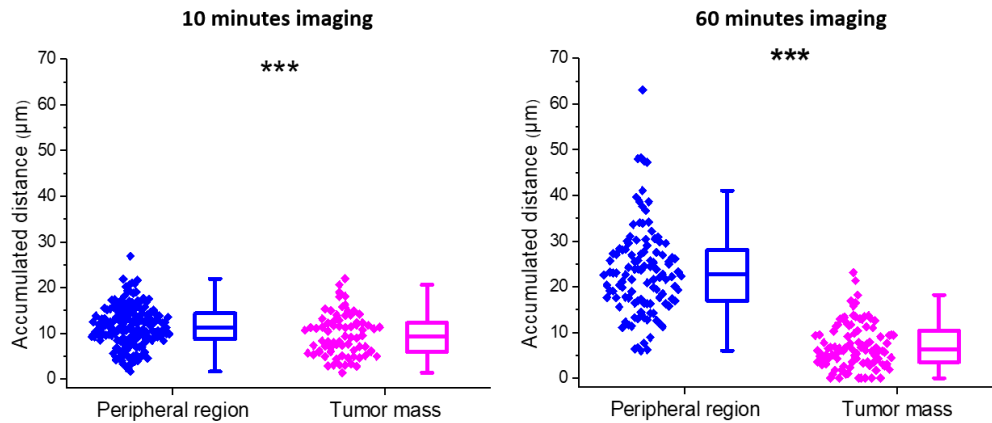 10 minutes imaging
***
Accumulated distance (µm)
70
60
50
40
30
20
10
0
Peripheral region
Tumor mass
60 minutes imaging
***
Accumulated distance (µm)
70
60
50
40
30
20
10
0
Peripheral region
Tumor mass